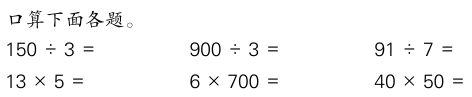 口算下面各题。
150 ÷ 3 = 900 ÷ 3 = 91 ÷ 7 =
13 × 5 = 6 × 700 = 40 × 50 =